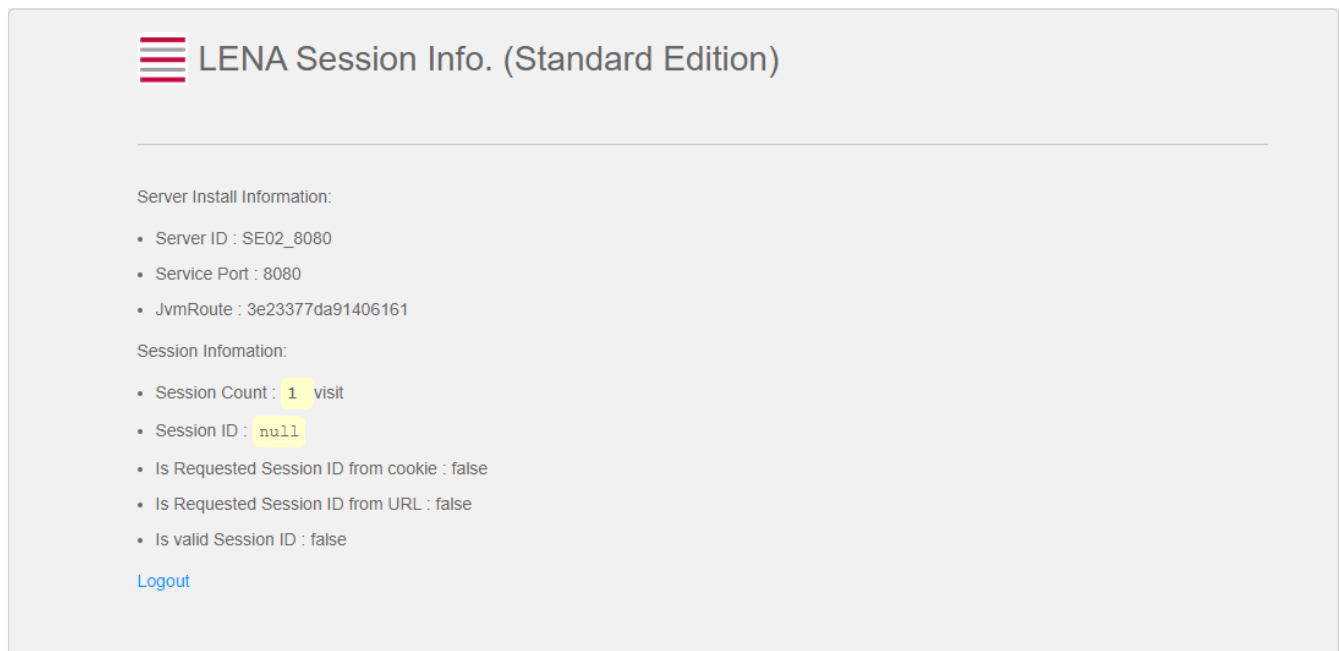 LENA Session Info. (Standard Edition)
Server Install Information:
• Server ID : SE02_8080
• Service Port : 8080
• JvmRoute : 3e23377da91406161
Session Infomation:
• Session Count : 1 visit
• Session ID : null
• Is Requested Session ID from cookie : false
• Is Requested Session ID from URL : false
• Is valid Session ID : false
Logout